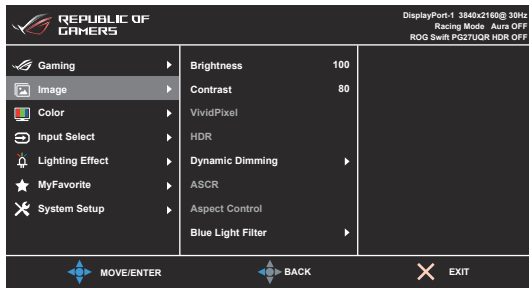 REPUBLIC OF
GAMERS
DisplayPort-1 3840x2160@ 30Hz
Racing Mode Aura OFF
ROG Swift PG27UQR HDR OFF
Gaming
Image
Color
Input Select
Lighting Effect
MyFavorite
System Setup
Brightness 100
Contrast 80
VividPixel
HDR
Dynamic Dimming
ASCR
Aspect Control
Blue Light Filter
MOVE/ENTER BACK EXIT